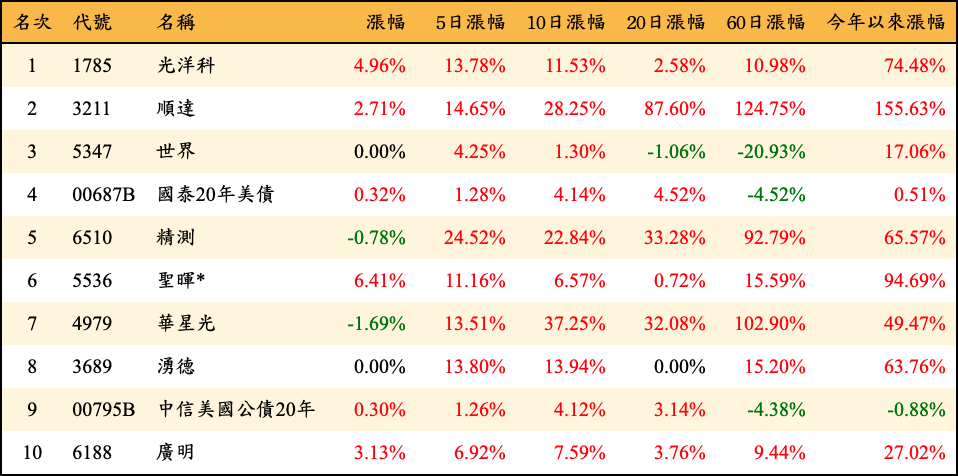 名次 代號 名稱 漲幅 5日漲幅 10日漲幅 20日漲幅 60日漲幅 今年以來漲幅
1 1785 光洋科 4.96% 13.78% 11.53% 2.58% 10.98% 74.48%
2 3211 順達 2.71% 14.65% 28.25% 87.60% 124.75% 155.63%
3 5347 世界 0.00% 4.25% 1.30% -1.06% -20.93% 17.06%
4 00687B 國泰20年美債 0.32% 1.28% 4.14% 4.52% -4.52% 0.51%
5 6510 精測 -0.78% 24.52% 22.84% 33.28% 92.79% 65.57%
6 5536 聖暉* 6.41% 11.16% 6.57% 0.72% 15.59% 94.69%
7 4979 華星光 -1.69% 13.51% 37.25% 32.08% 102.90% 49.47%
8 3689 湧德 0.00% 13.80% 13.94% 0.00% 15.20% 63.76%
9 00795B 中信美國公債20年 0.30% 1.26% 4.12% 3.14% -4.38% -0.88%
10 6188 廣明 3.13% 6.92% 7.59% 3.76% 9.44% 27.02%